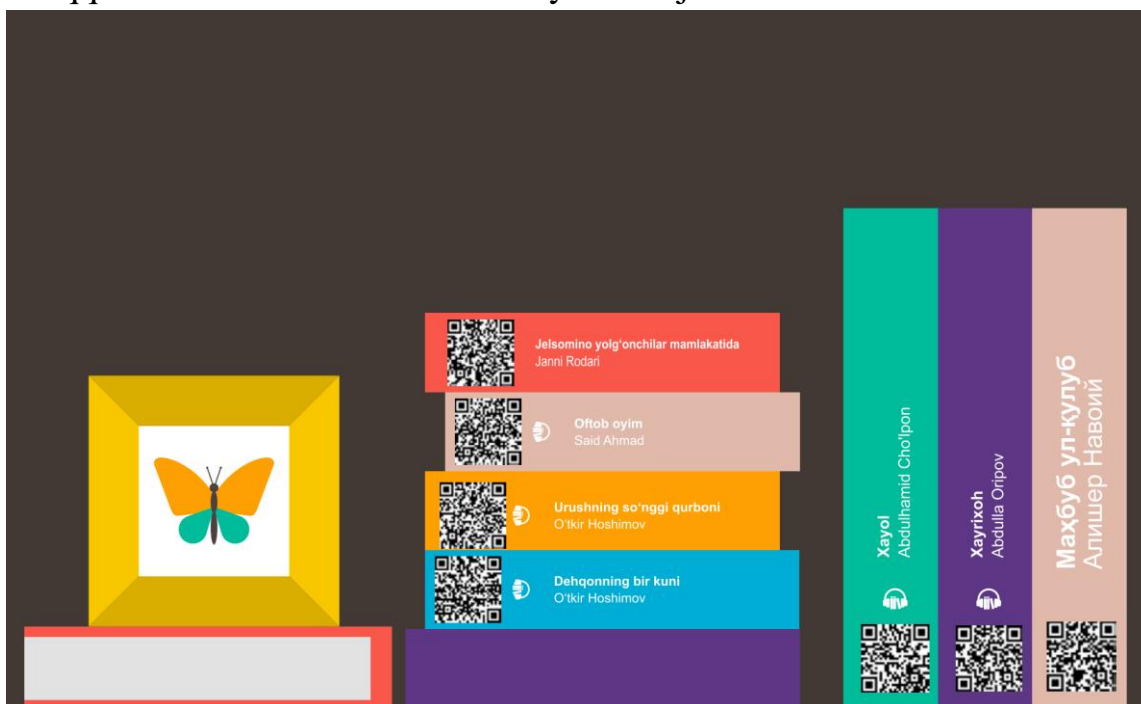 Jelsomino yolg‘onchilar mamlakatida
Janni Rodari
Oftob oyim
Said Ahmad
Urushning so‘nggi qurboni
O‘tkir Hoshimov
Dehqonning bir kuni
O‘tkir Hoshimov
Xayol
Abdulhamid Cho‘lpon
Xayrixoh
Abdulla Oripov
Маҳбуб ул-қулуб
Алишер Навоий